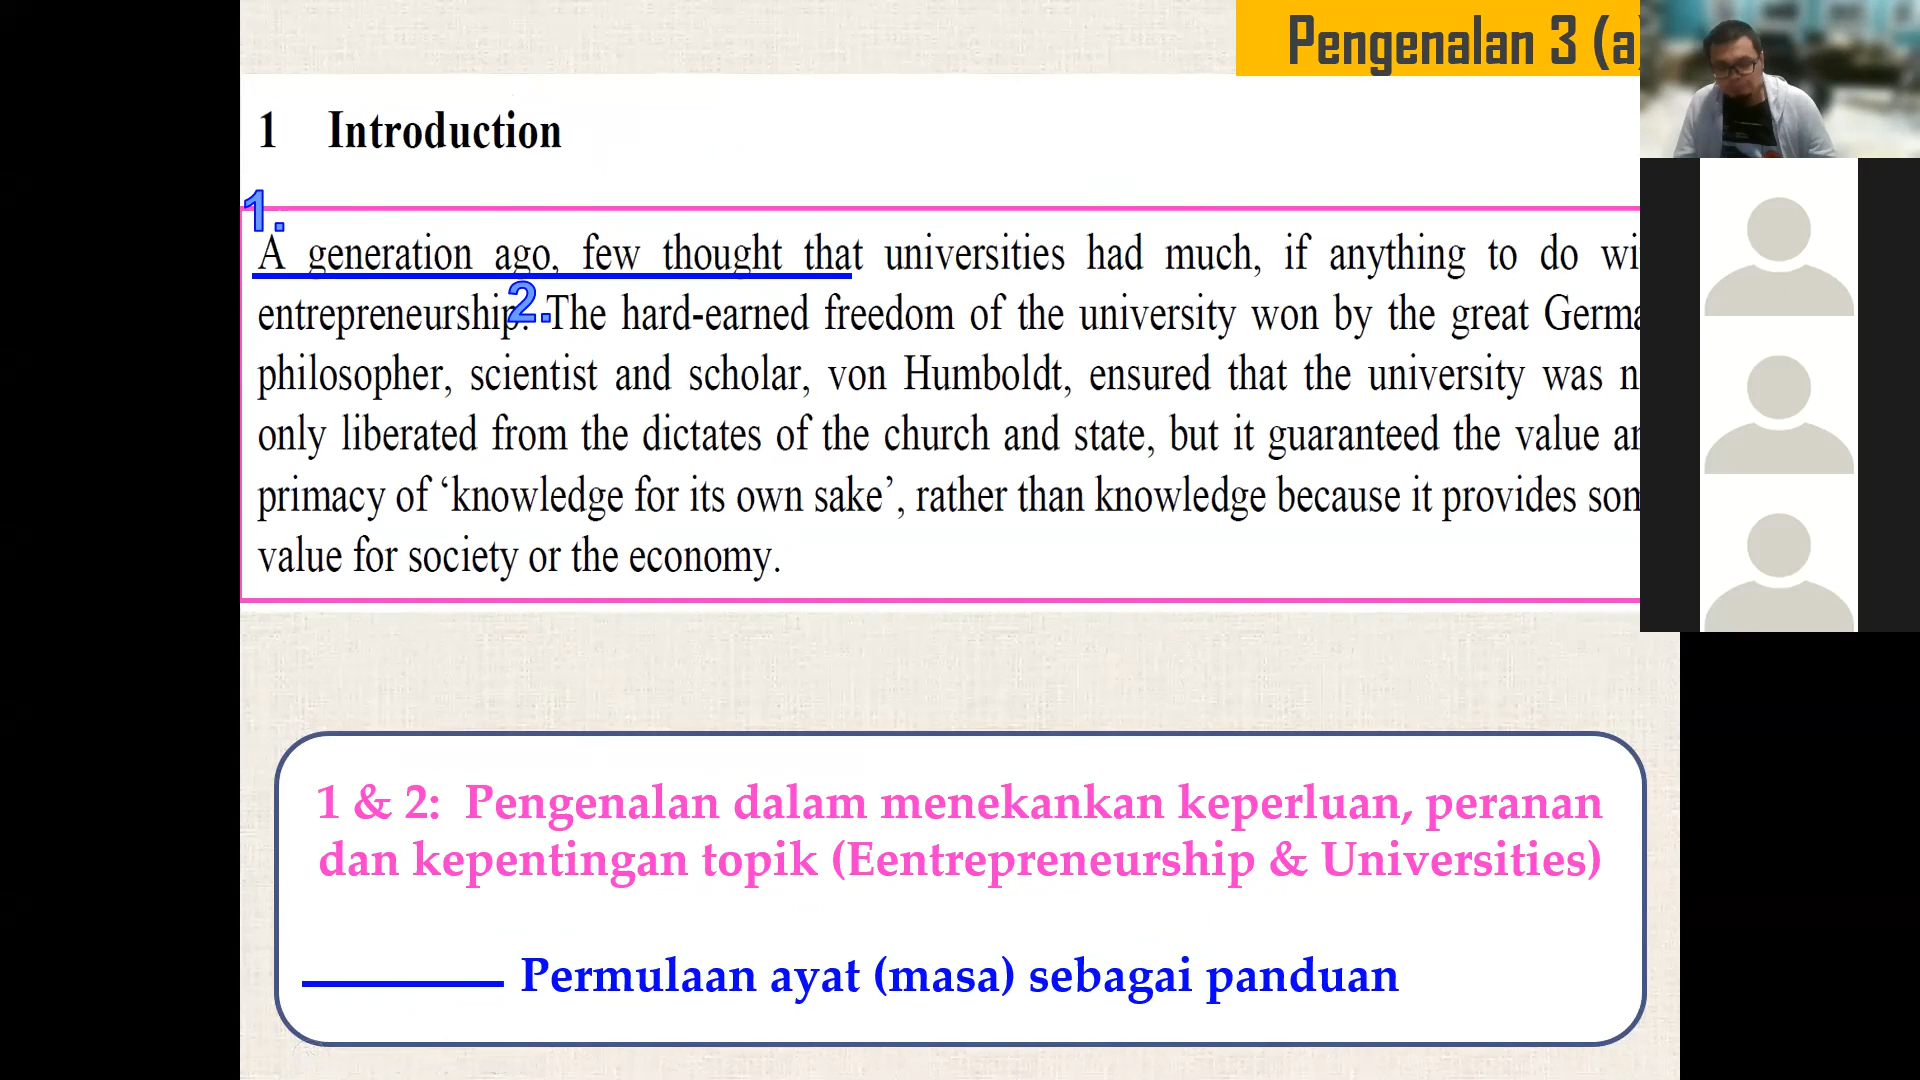 Pengenalan 3 (a
1 Introduction
1.
A generation ago, few thought that universities had much, if anything to do wi
entrepreneurship. 2. The hard-earned freedom of the university won by the great Germa
philosopher, scientist and scholar, von Humboldt, ensured that the university was n
only liberated from the dictates of the church and state, but it guaranteed the value an
primacy of ‘knowledge for its own sake’, rather than knowledge because it provides som
value for society or the economy.
1 & 2: Pengenalan dalam menekankan keperluan, peranan
dan kepentingan topik (Eentrepreneurship & Universities)
Permulaan ayat (masa) sebagai panduan